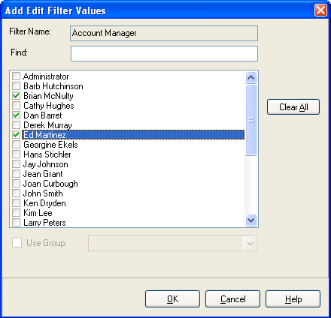 Add Edit Filter Values
Filter Name: Account Manager
Find:
Administrator
Barb Hutchinson
Brian McNulty
Cathy Hughes
Dan Barret
Derek Murray
Ed Martinez
Georgine Ekels
Hans Stichler
Jay Johnson
Jean Grant
Joan Curbough
John Smith
Ken Dryden
Kim Lee
Larry Peters
Clear All
Use Group:
OK
Cancel
Help